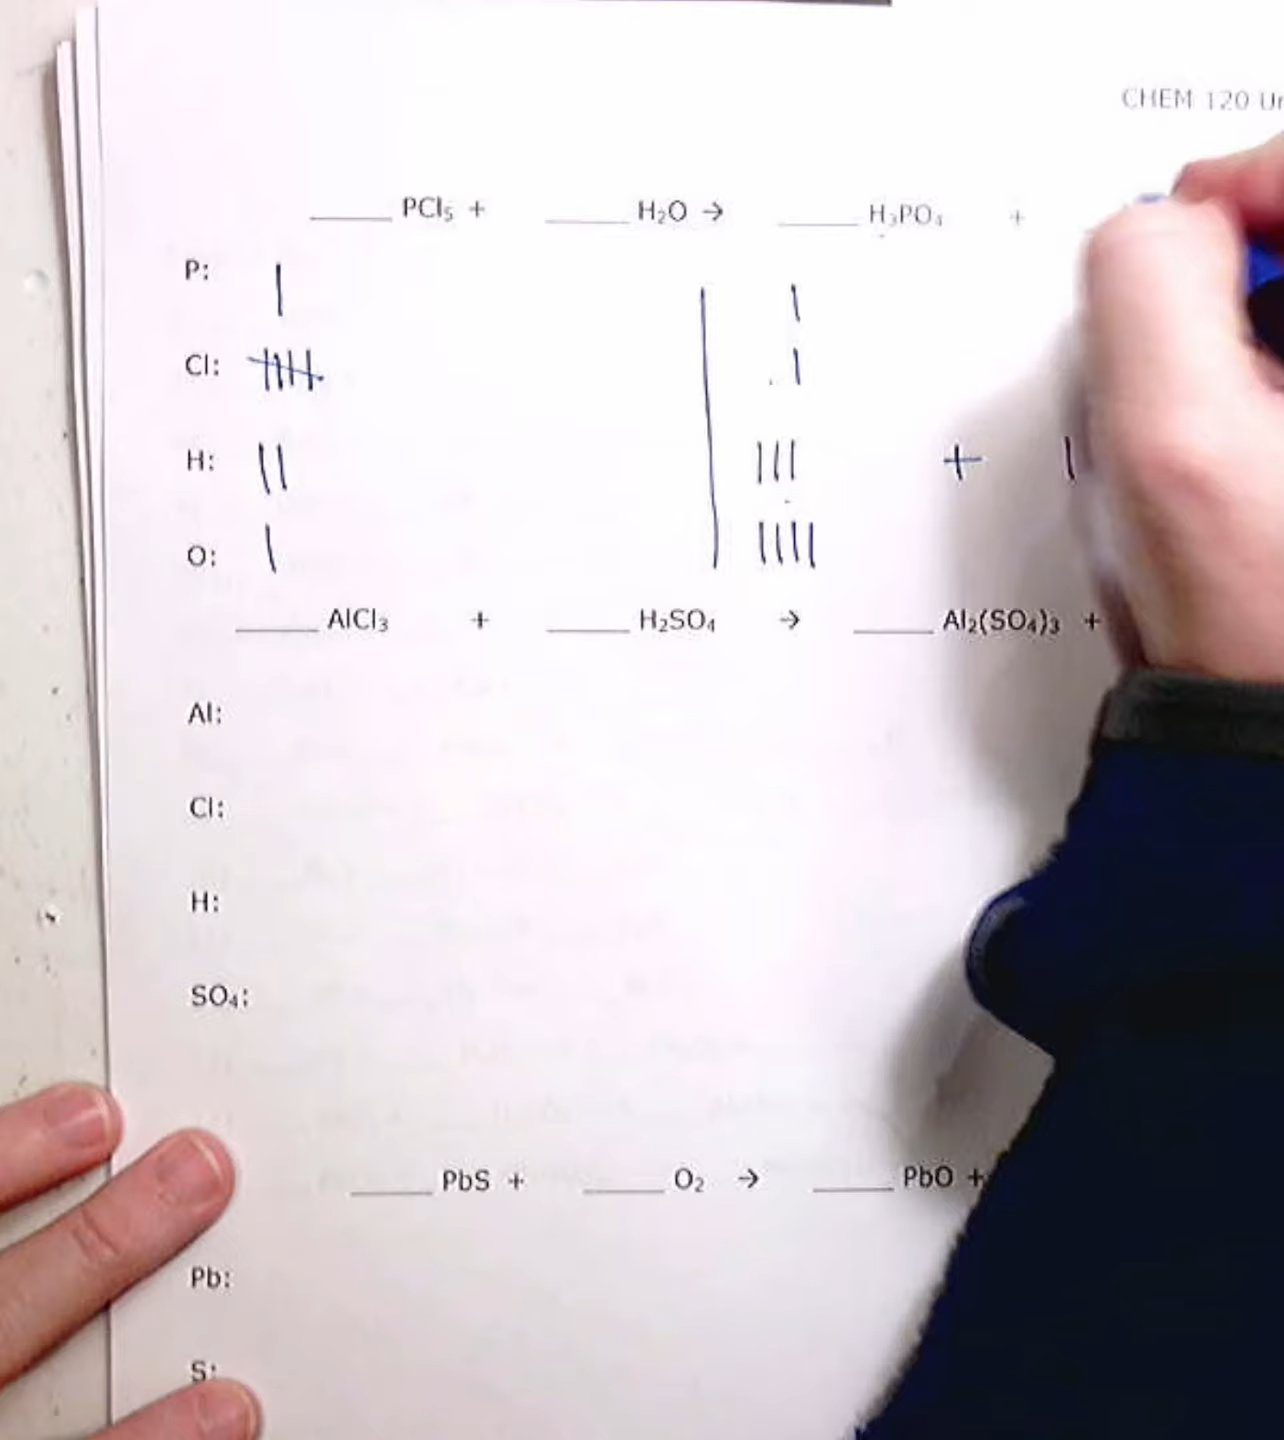 CHEM 120
____ PCl₅ + ____ H₂O → ____ H₃PO₄ +
P: | |
Cl: 卌 |
H: || ||| + |
O: | ||||
____ AlCl₃ + ____ H₂SO₄ → ____ Al₂(SO₄)₃ +
Al:
Cl:
H:
SO₄:
____ PbS + ____ O₂ → ____ PbO +
Pb:
S: